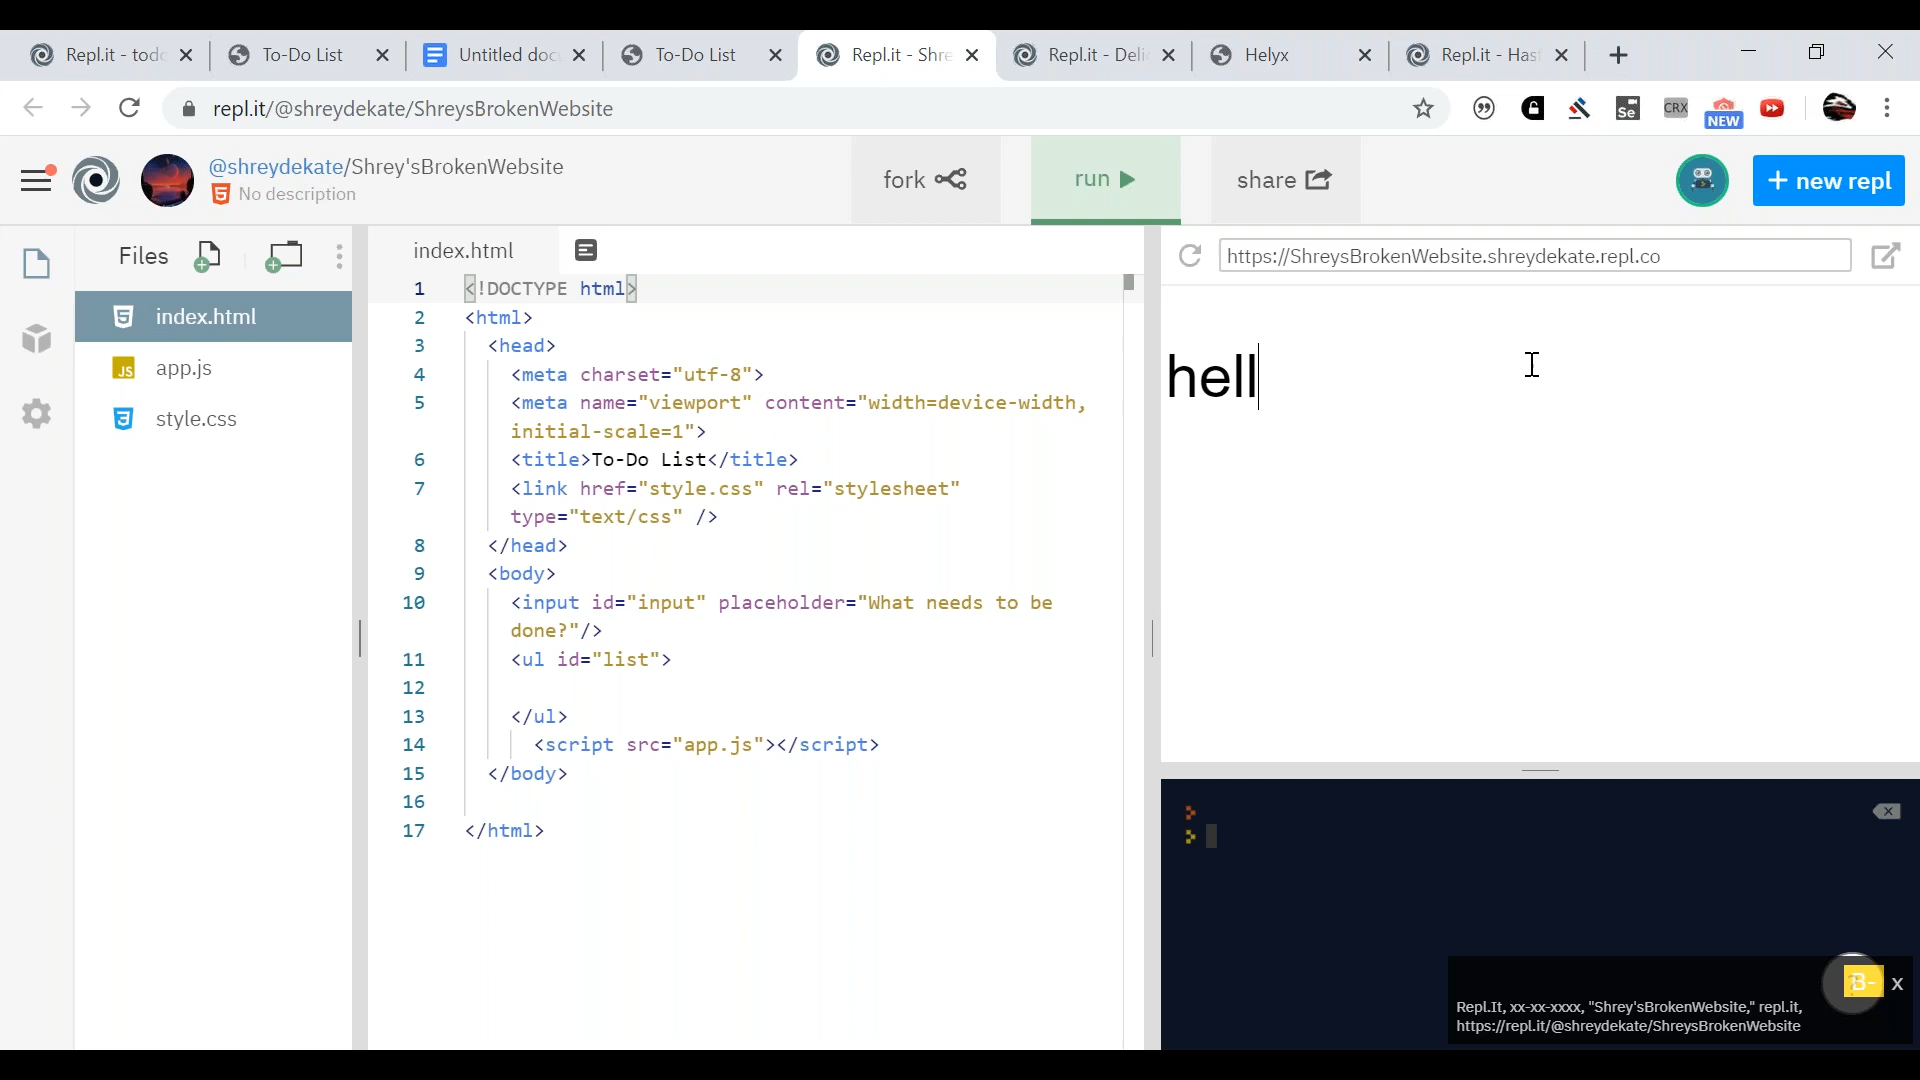 Repl.it - todo
To-Do List
Untitled doc
To-Do List
Repl.it - Shre
Repl.it - Deli
Helyx
Repl.it - Hast
repl.it/@shreydekate/ShreysBrokenWebsite
Se
CRX
NEW
@shreydekate/Shrey'sBrokenWebsite
No description
fork
run
share
+ new repl
Files
index.html
JS app.js
style.css
index.html
1 <!DOCTYPE html>
2 <html>
3 <head>
4 <meta charset="utf-8">
5 <meta name="viewport" content="width=device-width,
initial-scale=1">
6 <title>To-Do List</title>
7 <link href="style.css" rel="stylesheet"
type="text/css" />
8 </head>
9 <body>
10 <input id="input" placeholder="What needs to be
done?"/>
11 <ul id="list">
12
13 </ul>
14 <script src="app.js"></script>
15 </body>
16
17 </html>
https://ShreysBrokenWebsite.shreydekate.repl.co
hell
B-
x
Repl.It, xx-xx-xxxx, "Shrey'sBrokenWebsite," repl.it,
https://repl.it/@shreydekate/ShreysBrokenWebsite